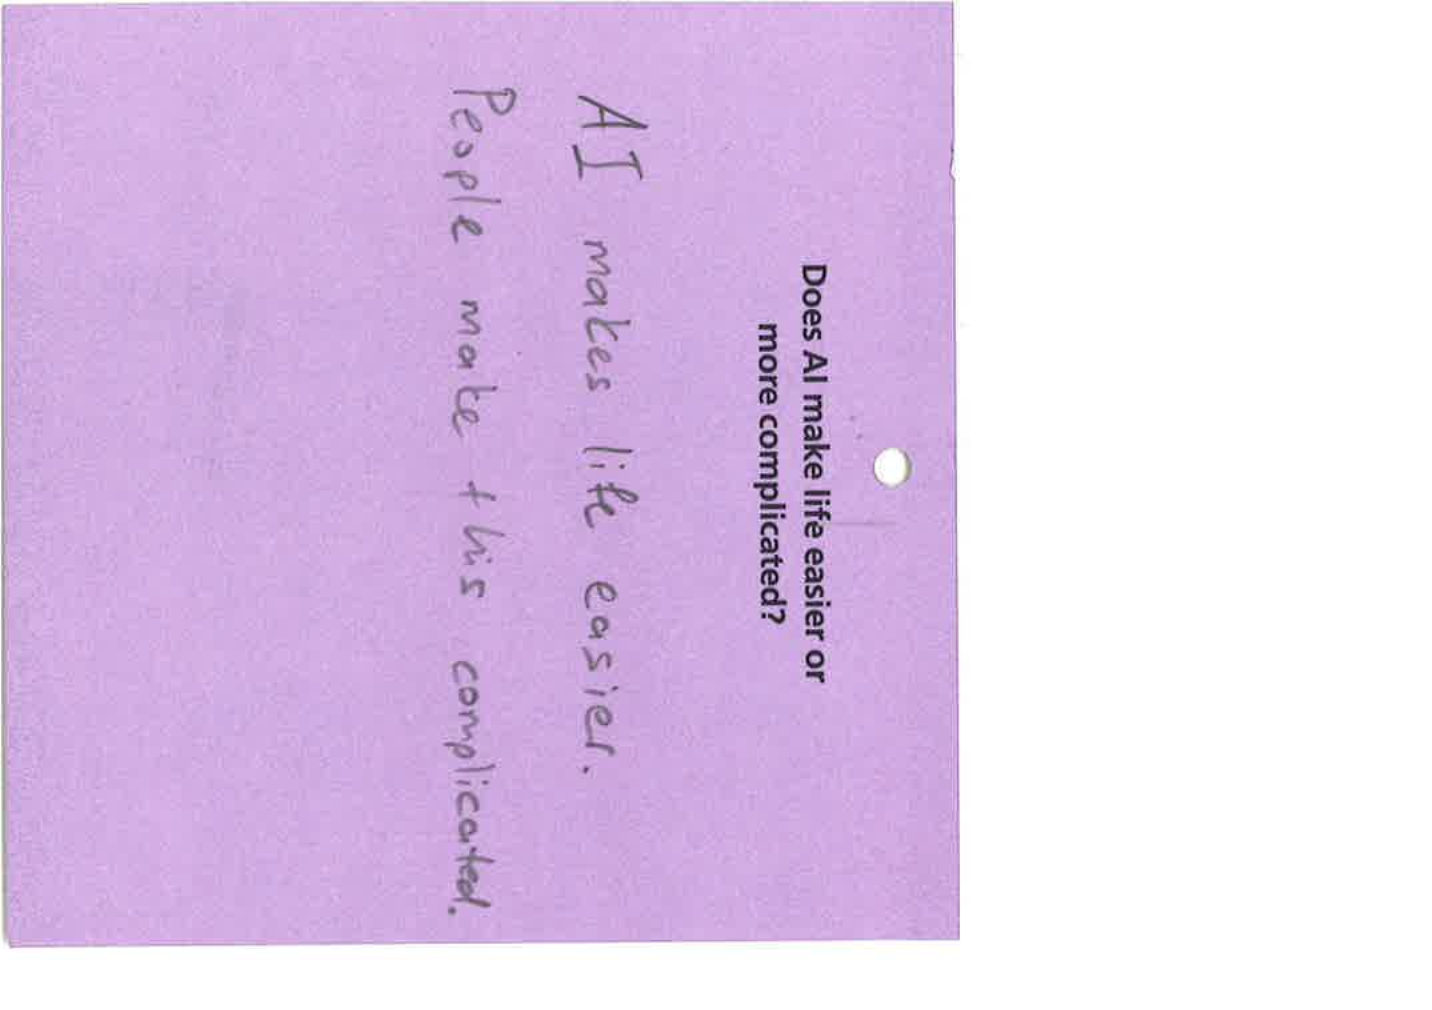 Does AI make life easier or
more complicated?
AI makes life easier.
People make this complicated.